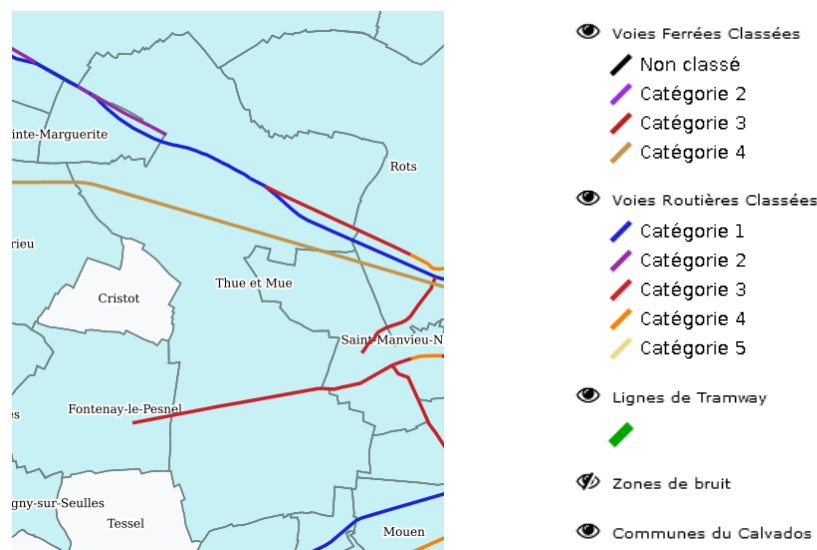 inte-Marguerite
Rots
rieu
Thue et Mue
Cristot
Saint-Manvieu-N
Fontenay-le-Pesnel
es
gny-sur-Seulles
Tessel
Mouen
Voies Ferrées Classées
Non classé
Catégorie 2
Catégorie 3
Catégorie 4
Voies Routières Classées
Catégorie 1
Catégorie 2
Catégorie 3
Catégorie 4
Catégorie 5
Lignes de Tramway
Zones de bruit
Communes du Calvados